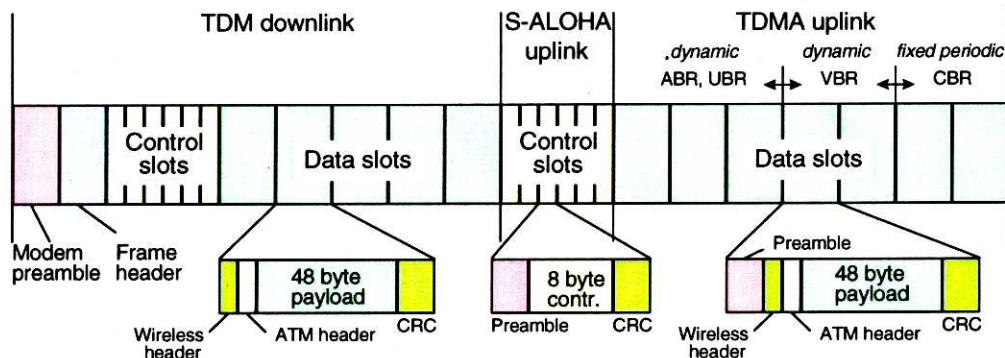 TDM downlink
S-ALOHA
uplink
TDMA uplink
.dynamic
dynamic
fixed periodic
ABR, UBR
VBR
CBR
Control
slots
Data slots
Control
slots
Data slots
Modem
preamble
Frame
header
48 byte
payload
Wireless
header
ATM header
CRC
8 byte
contr.
Preamble
CRC
Preamble
48 byte
payload
Wireless
header
ATM header
CRC